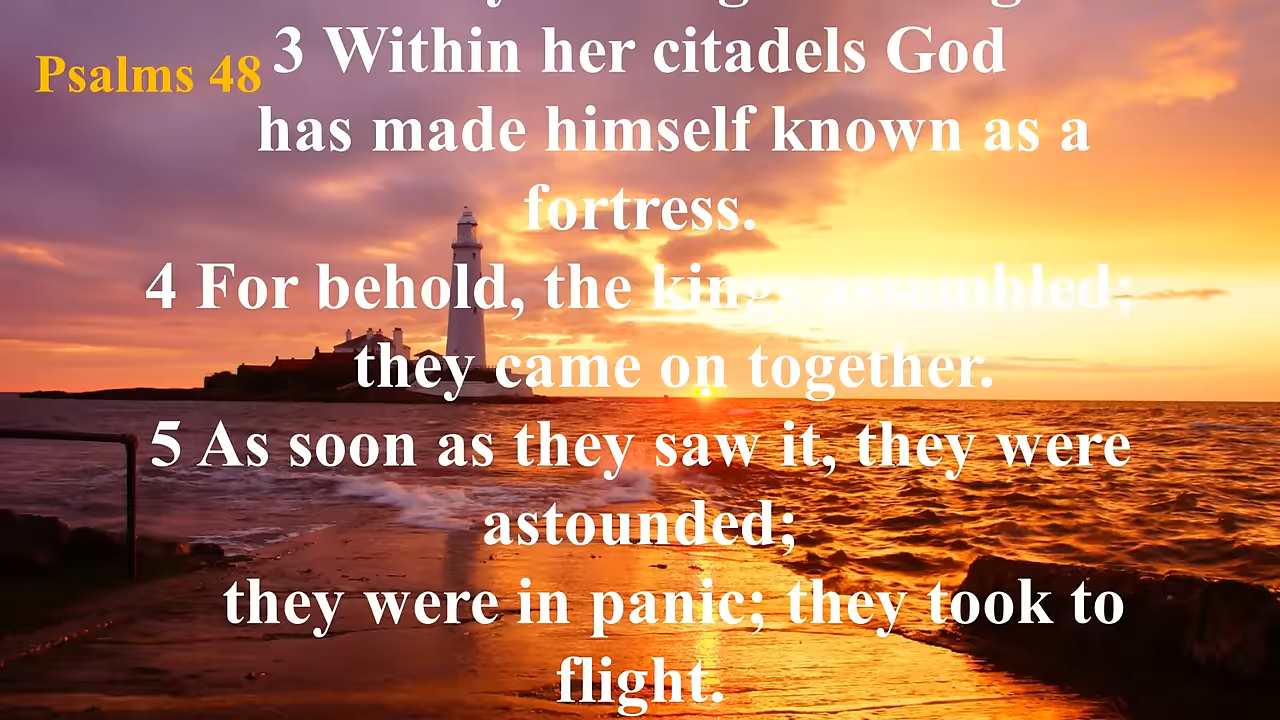 Psalms 48
3 Within her citadels God
has made himself known as a
fortress.
4 For behold, the kings assembled;
they came on together.
5 As soon as they saw it, they were
astounded;
they were in panic; they took to
flight.